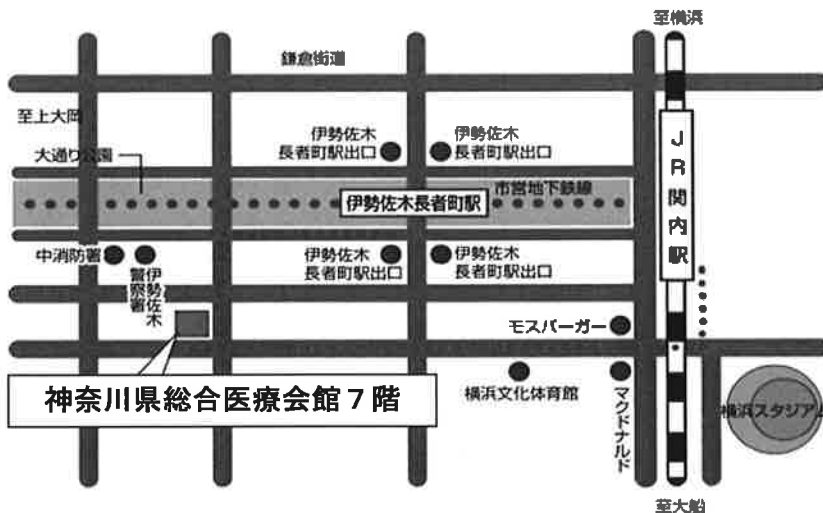 至横浜
鎌倉街道
至上大岡
伊勢佐木
長者町駅出口
伊勢佐木
長者町駅出口
大通り公園
JR関内駅
市営地下鉄線
伊勢佐木長者町駅
中消防署
伊勢佐木
警察署
伊勢佐木
長者町駅出口
伊勢佐木
長者町駅出口
モスバーガー
神奈川県総合医療会館7階
横浜文化体育館
マクドナルド
横浜スタジアム
至大船